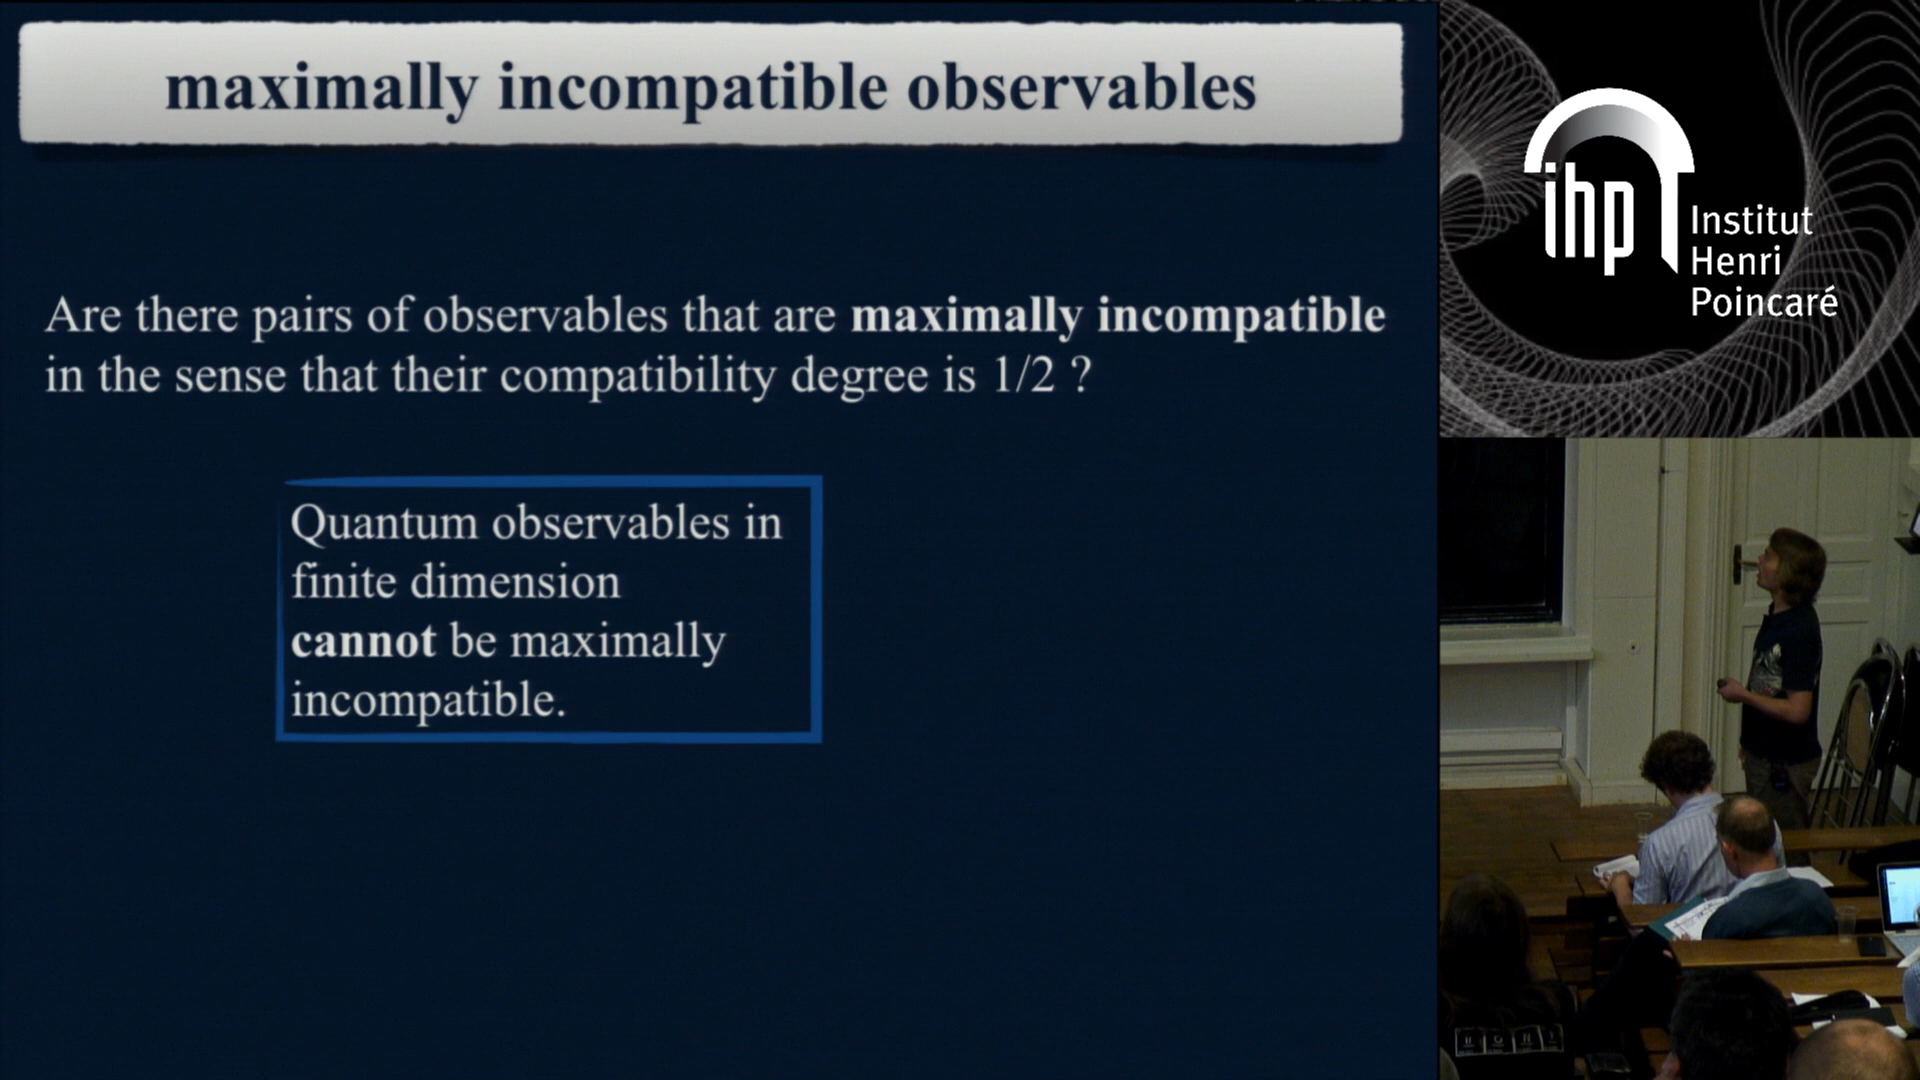 maximally incompatible observables
Are there pairs of observables that are maximally incompatible
in the sense that their compatibility degree is 1/2 ?
Quantum observables in
finite dimension
cannot be maximally
incompatible.
ihp
Institut
Henri
Poincaré